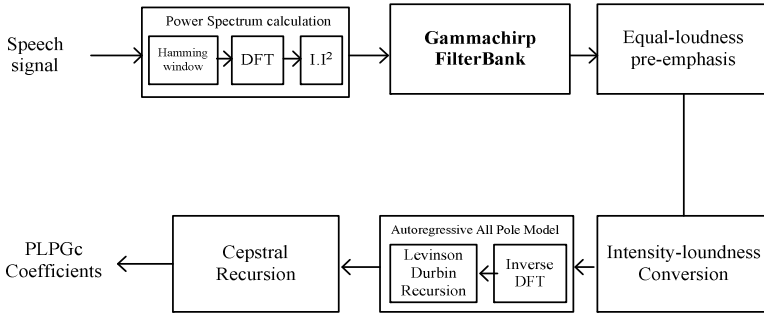 Power Spectrum calculation
Speech
signal
Hamming
window
DFT
I.I²
Gammachirp
FilterBank
Equal-loudness
pre-emphasis
PLPGc
Coefficients
Cepstral
Recursion
Autoregressive All Pole Model
Levinson
Durbin
Recursion
Inverse
DFT
Intensity-loundness
Conversion